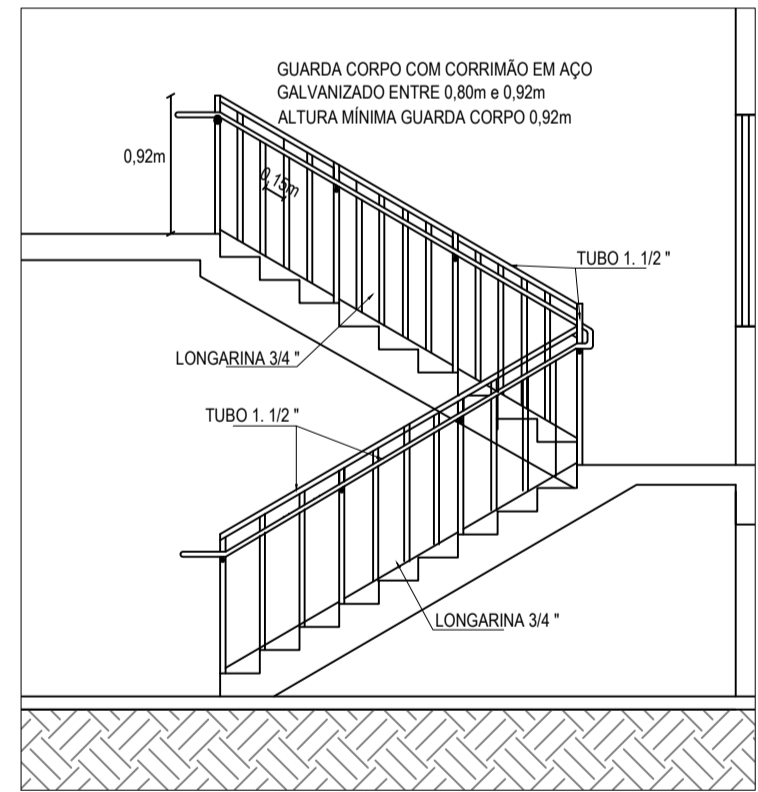 GUARDA CORPO COM CORRIMÃO EM AÇO
GALVANIZADO ENTRE 0,80m e 0,92m
ALTURA MÍNIMA GUARDA CORPO 0,92m
0,92m
0,15m
TUBO 1. 1/2 "
LONGARINA 3/4 "
TUBO 1. 1/2 "
LONGARINA 3/4 "